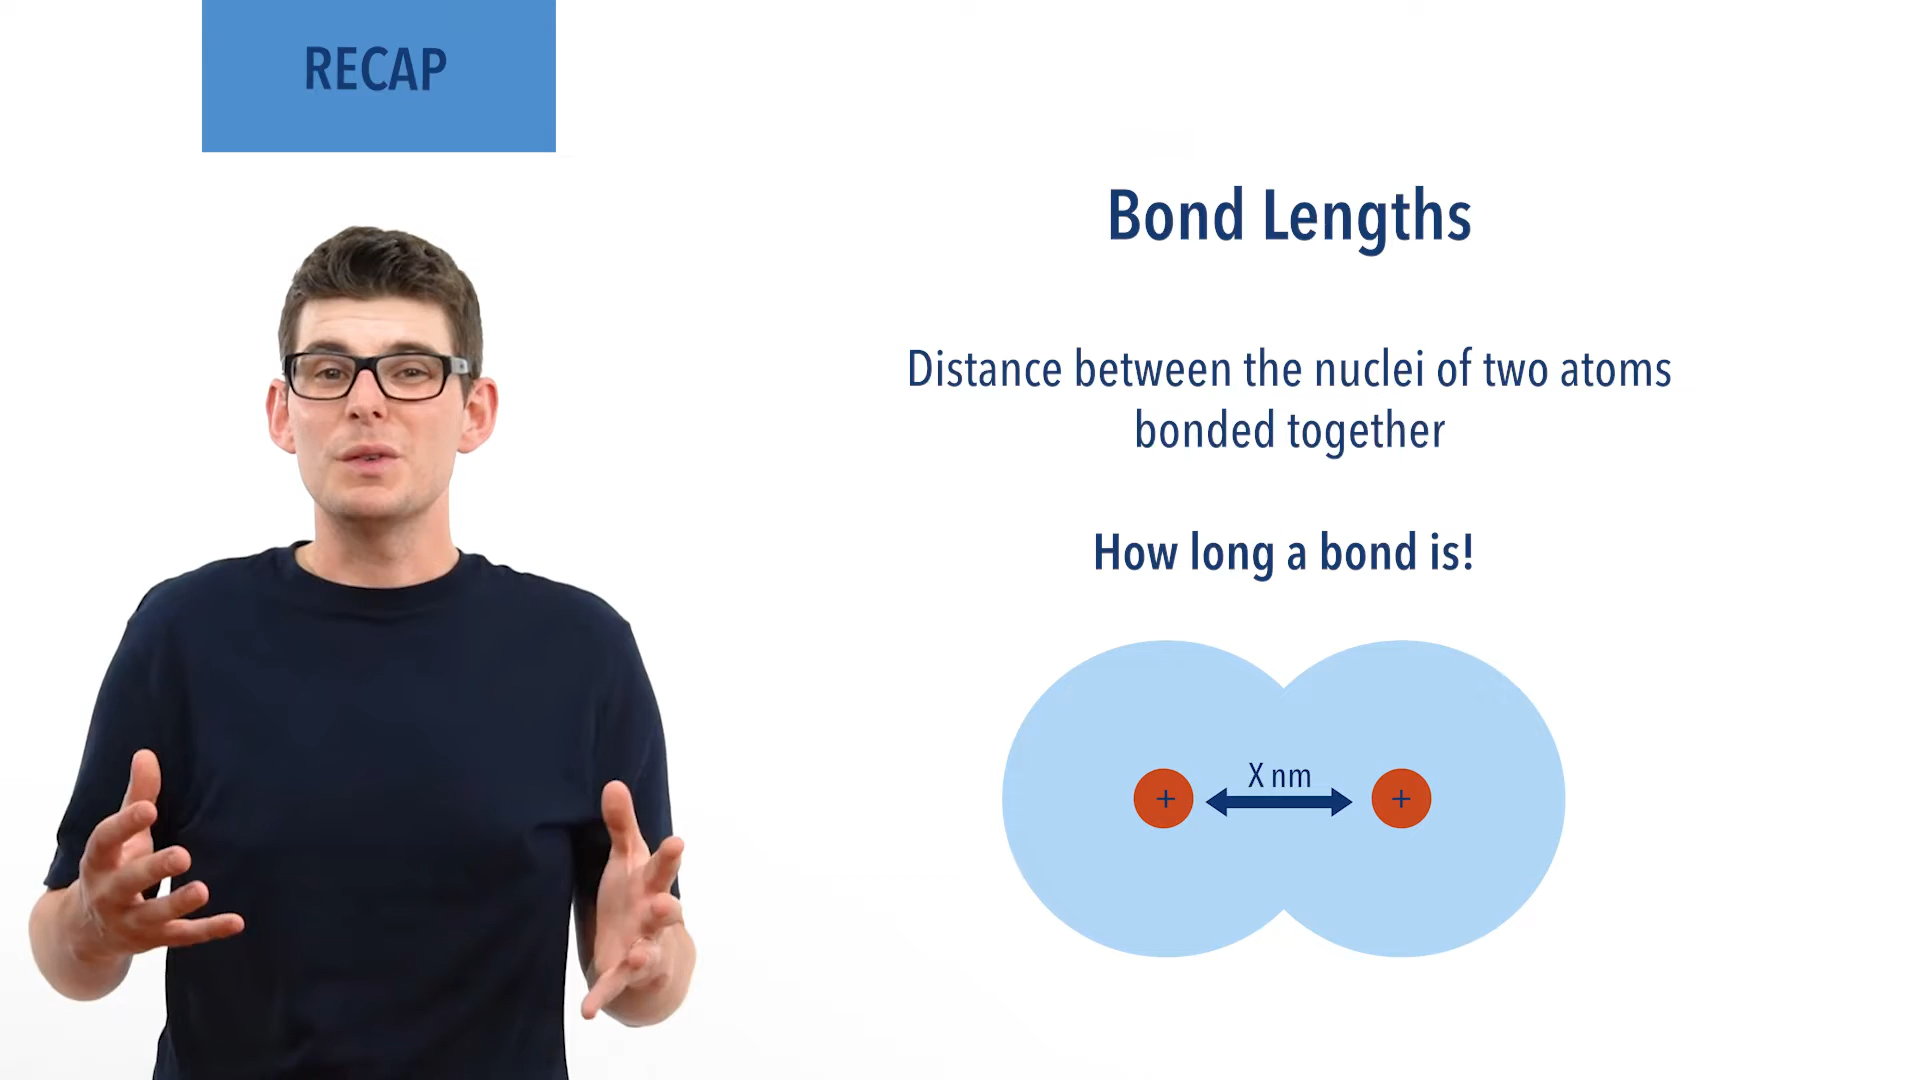 RECAP
Bond Lengths
Distance between the nuclei of two atoms
bonded together
How long a bond is!
X nm
+ +